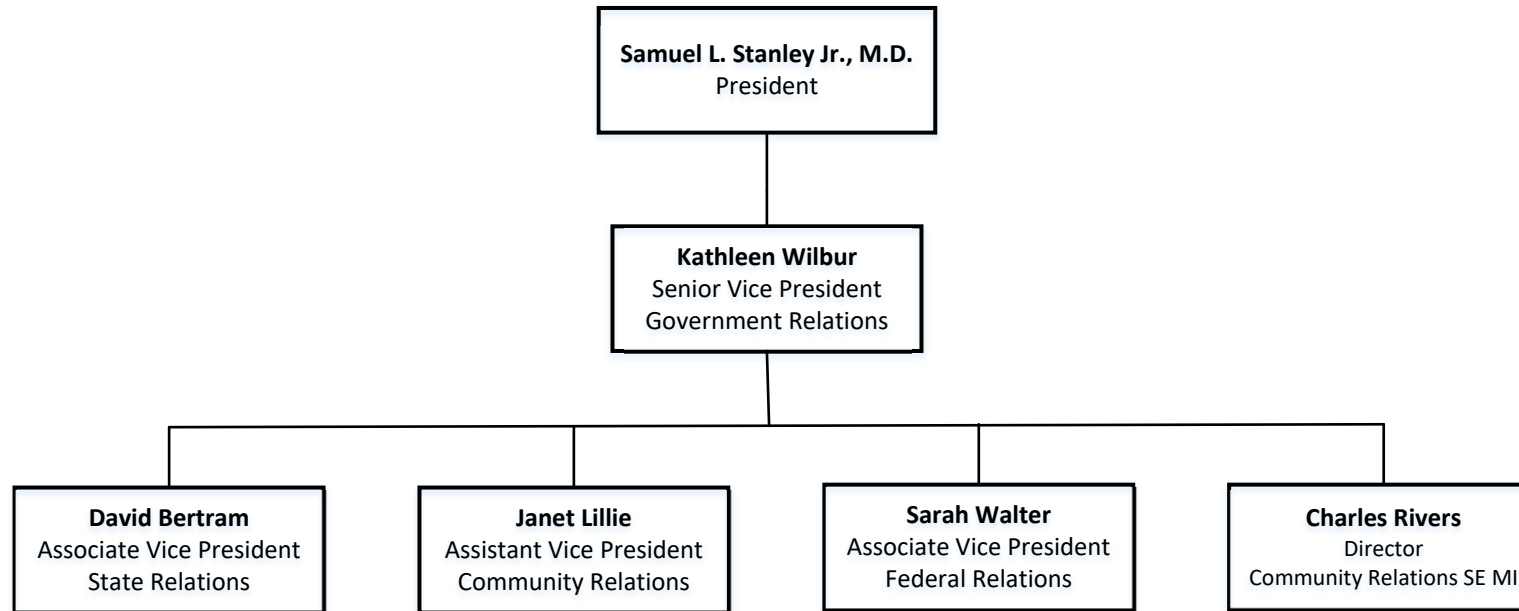 Samuel L. Stanley Jr., M.D.
President
Kathleen Wilbur
Senior Vice President
Government Relations
David Bertram
Associate Vice President
State Relations
Janet Lillie
Assistant Vice President
Community Relations
Sarah Walter
Associate Vice President
Federal Relations
Charles Rivers
Director
Community Relations SE MI